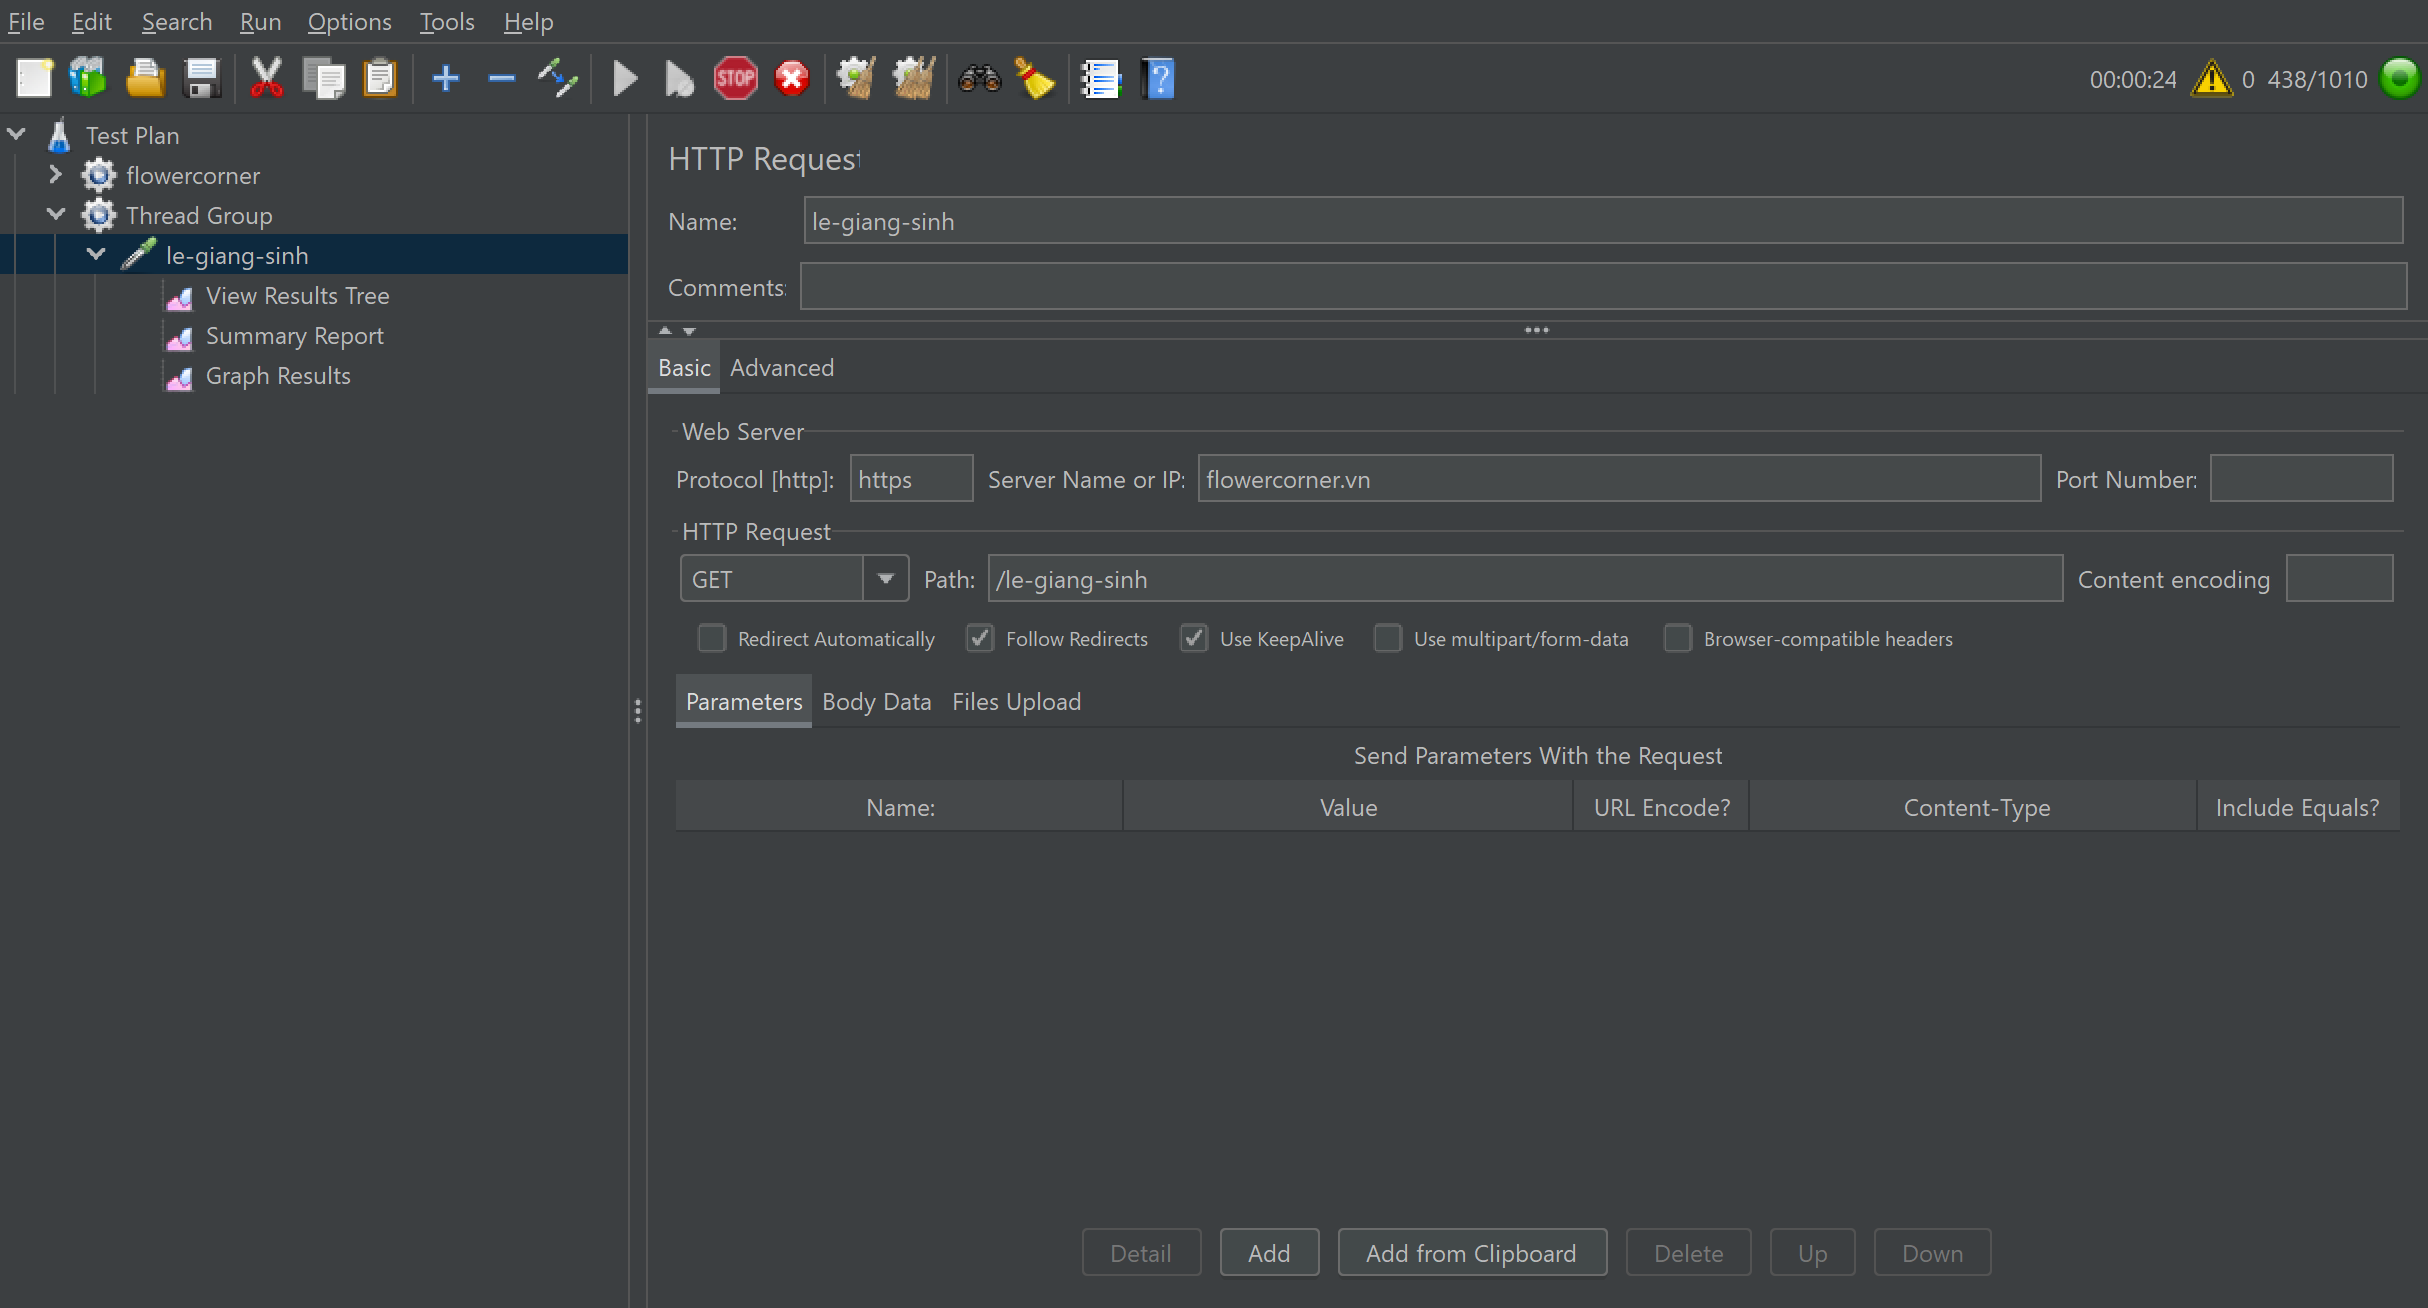 File Edit Search Run Options Tools Help
STOP ? 00:00:24 0 438/1010
Test Plan
flowercorner
Thread Group
le-giang-sinh
View Results Tree
Summary Report
Graph Results
HTTP Request
Name: le-giang-sinh
Comments:
Basic Advanced
Web Server
Protocol [http]: https Server Name or IP: flowercorner.vn Port Number:
HTTP Request
GET Path: /le-giang-sinh Content encoding
Redirect Automatically Follow Redirects Use KeepAlive Use multipart/form-data Browser-compatible headers
Parameters Body Data Files Upload
Send Parameters With the Request
Name: Value URL Encode? Content-Type Include Equals?
Detail Add Add from Clipboard Delete Up Down